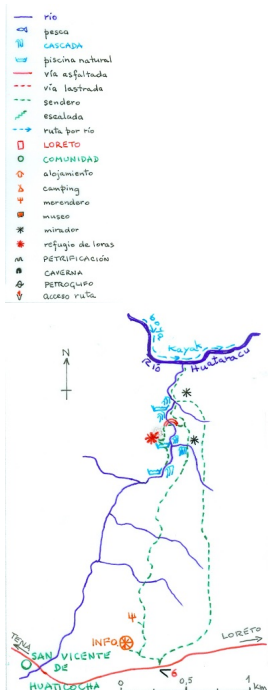 río
pesca
CASCADA
piscina natural
vía asfaltada
vía lastrada
sendero
escalada
ruta por río
LORETO
COMUNIDAD
alojamiento
camping
merendero
museo
mirador
refugio de loras
PETRIFICACIÓN
CAVERNA
PETROGLIFO
acceso ruta
Kayak
RÍO Huataracu
N
INFO
TENA
LORETO
SAN VICENTE
DE
HUATICOCHA
6
0 0,5 1 km